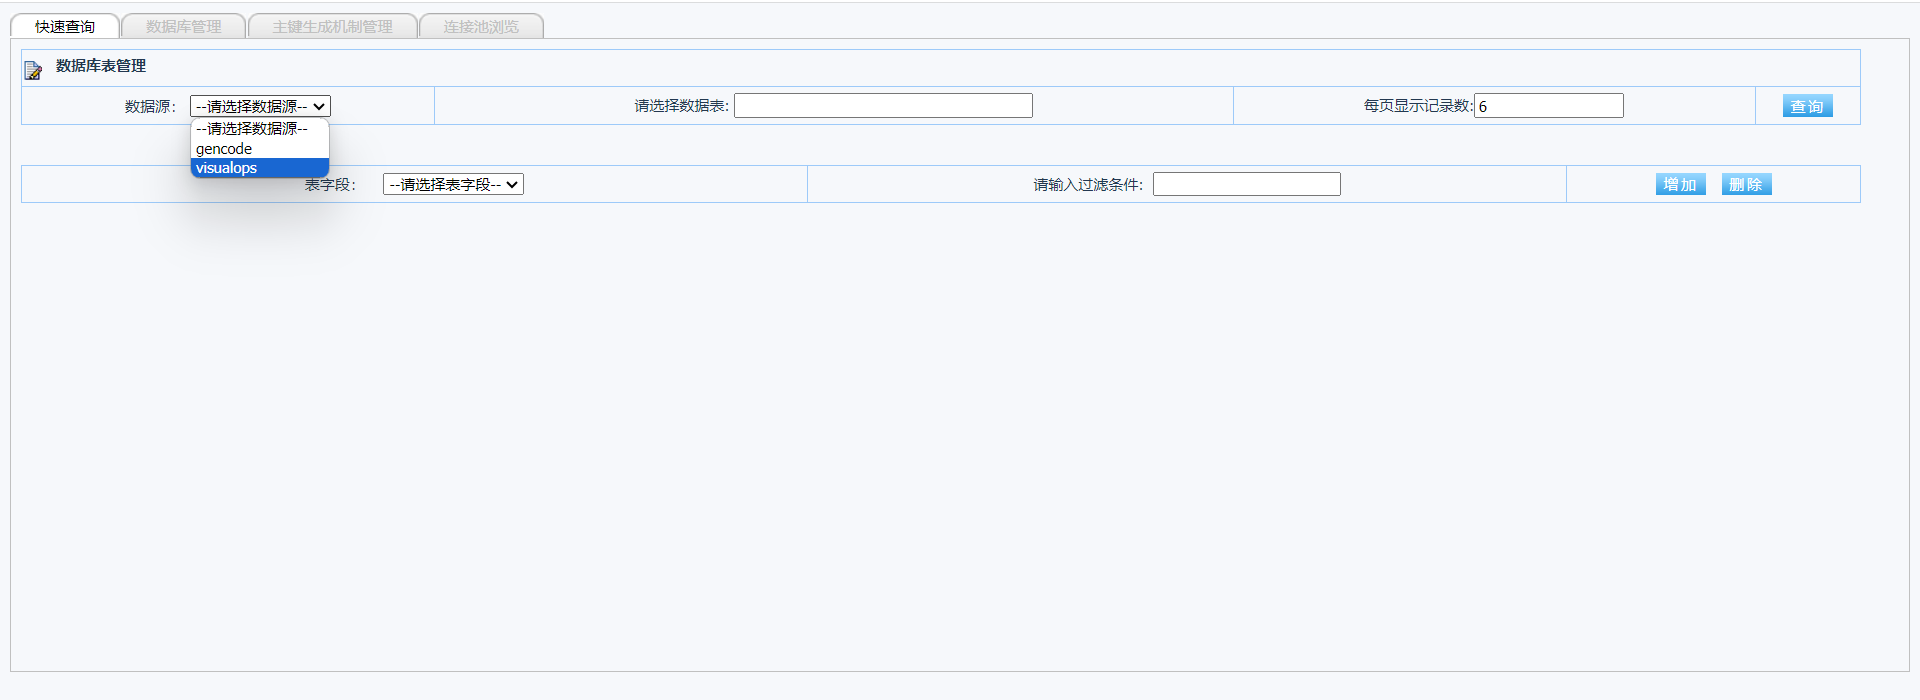 快速查询 数据库管理 主键生成机制管理 连接池浏览
数据库表管理
数据源： --请选择数据源-- 请选择数据表: 每页显示记录数: 6 查询
--请选择数据源--
gencode
visualops
表字段： --请选择表字段-- 请输入过滤条件: 增加 删除